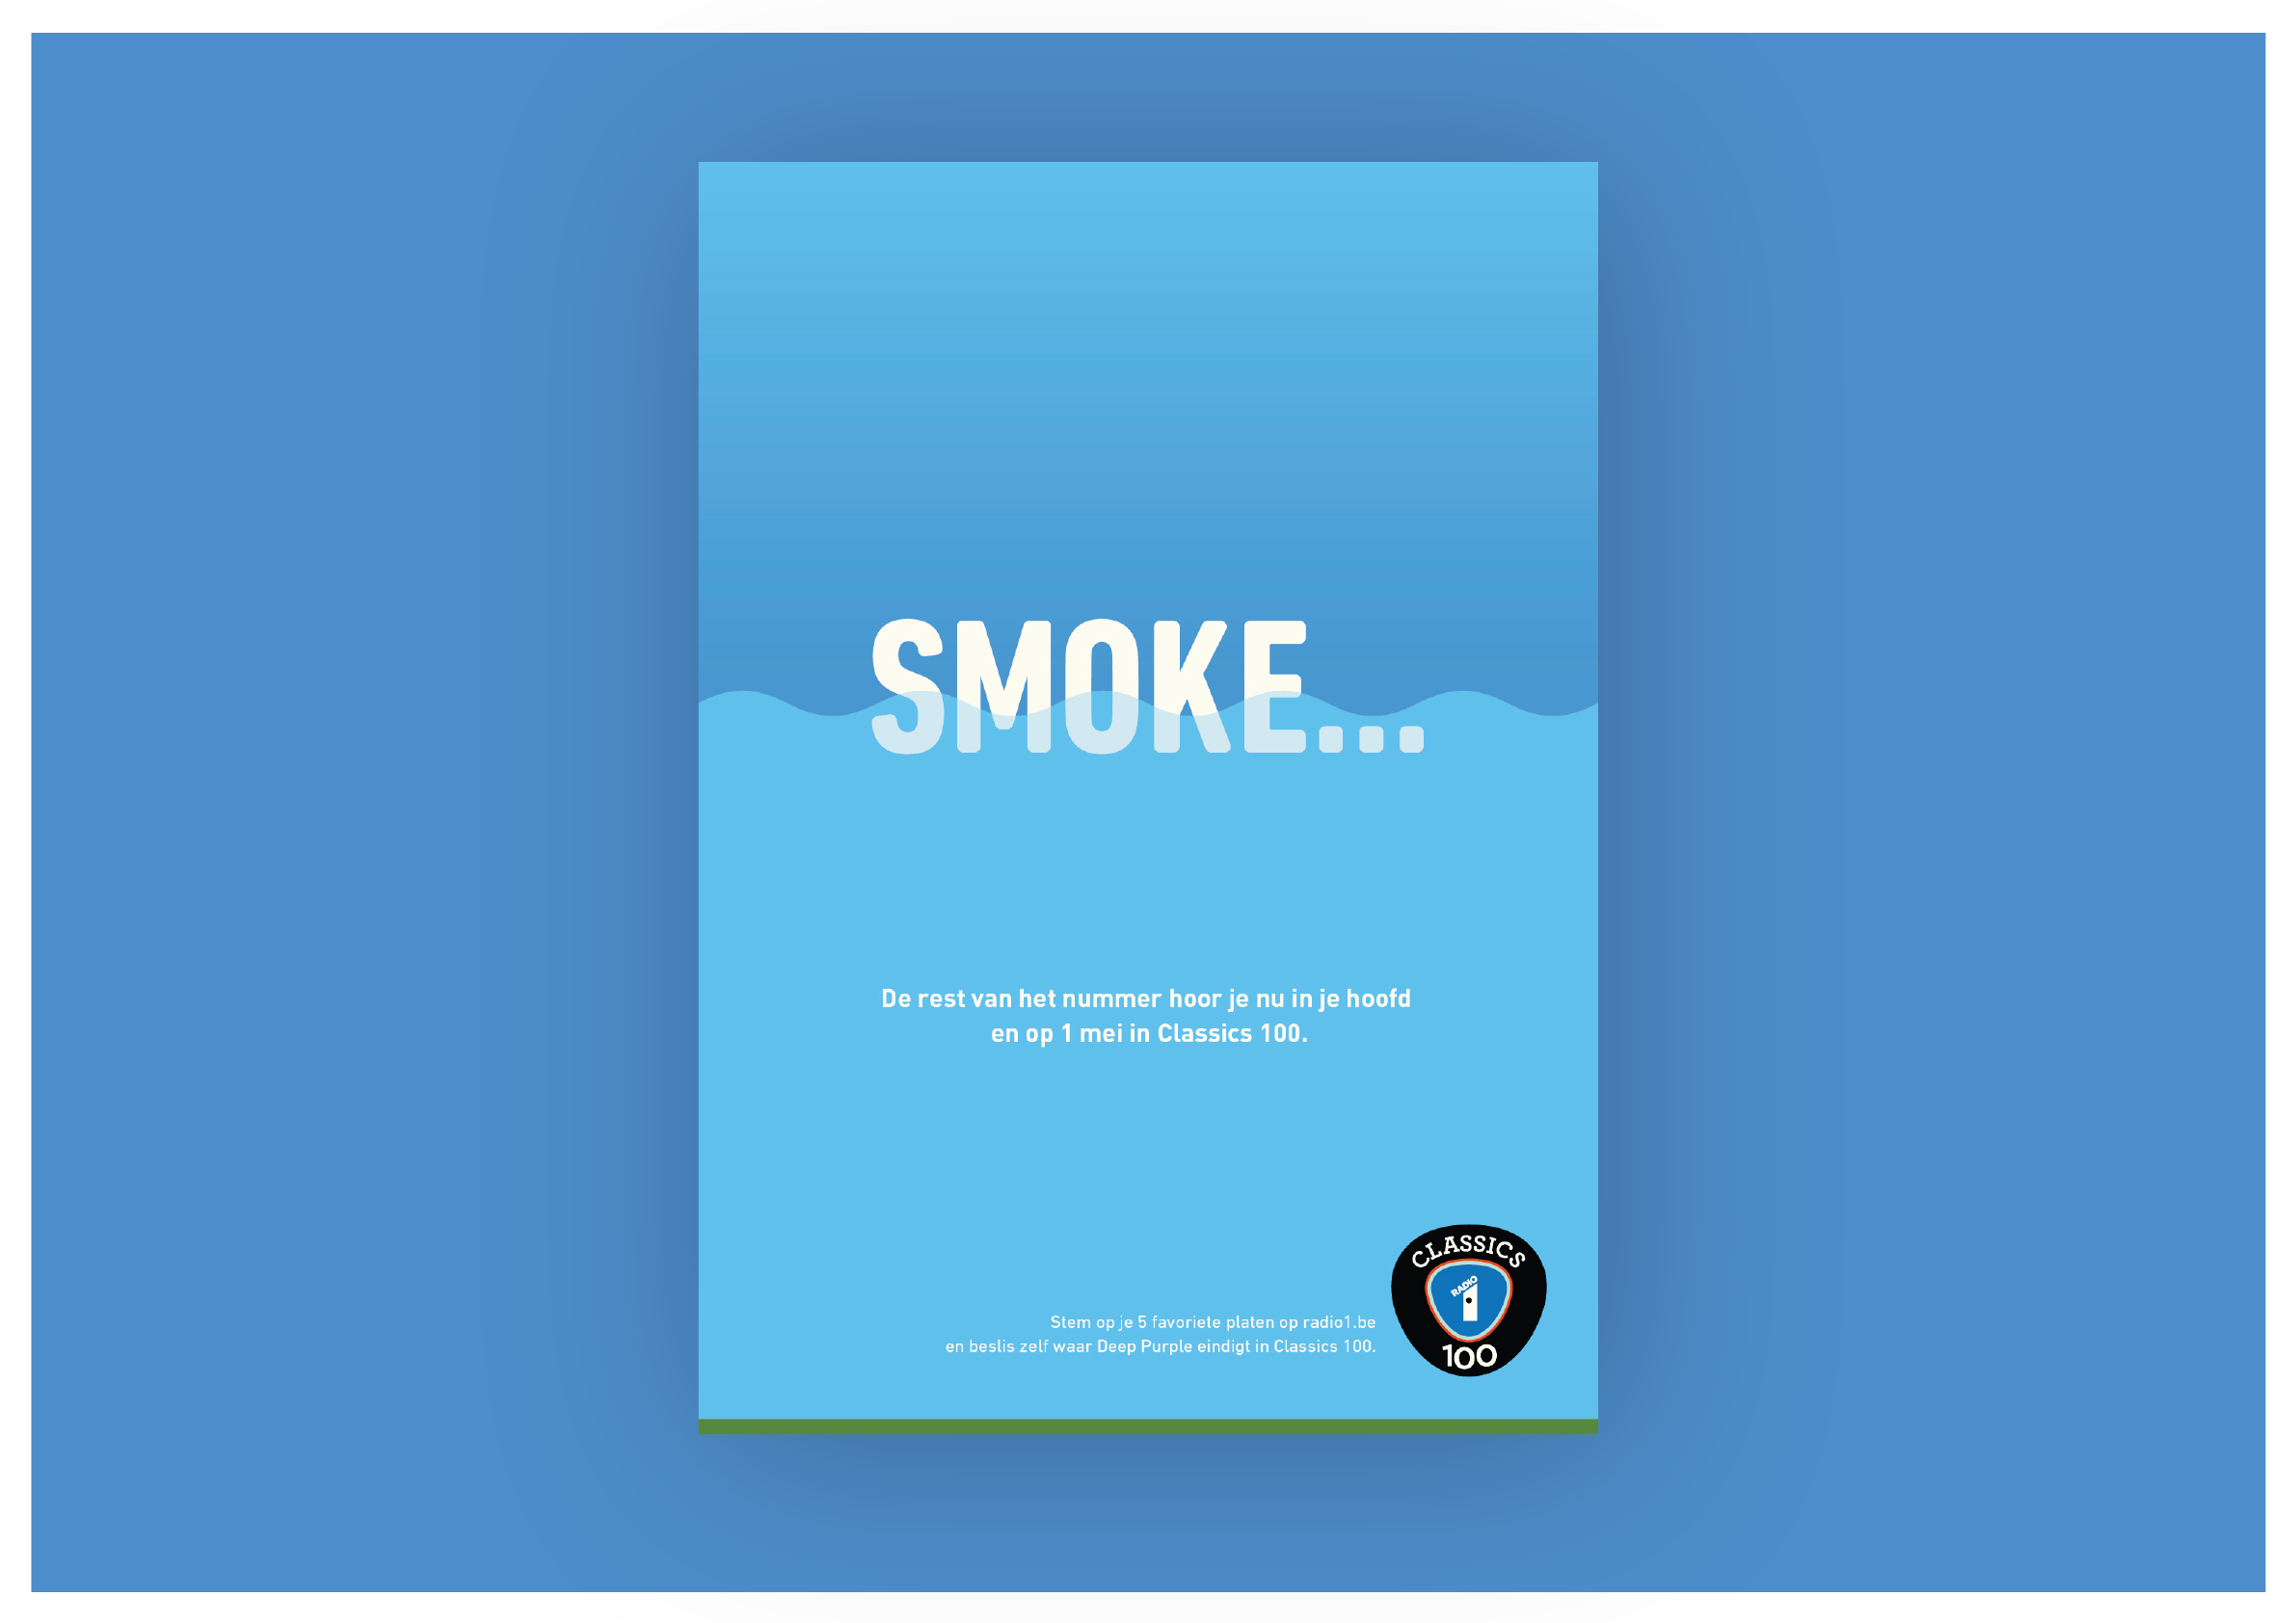 SMOKE...
De rest van het nummer hoor je nu in je hoofd
en op 1 mei in Classics 100.
Stem op je 5 favoriete platen op radio1.be
en beslis zelf waar Deep Purple eindigt in Classics 100.
CLASSICS
RADIO
1
100